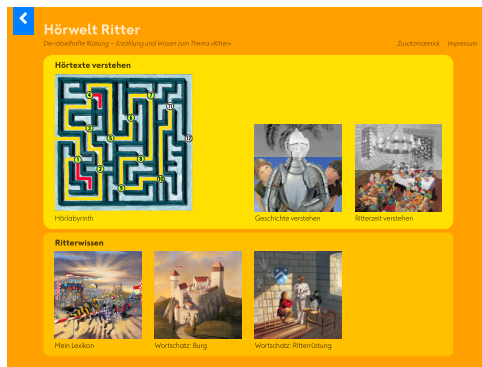 Hörwelt Ritter
Die rätselhafte Rüstung – Erzählung und Wissen zum Thema «Ritter»
Zusatzmaterial Impressum
Hörtexte verstehen
Hörlabyrinth
Geschichte verstehen
Ritterzeit verstehen
Ritterwissen
Mein Lexikon
Wortschatz: Burg
Wortschatz: Ritterrüstung